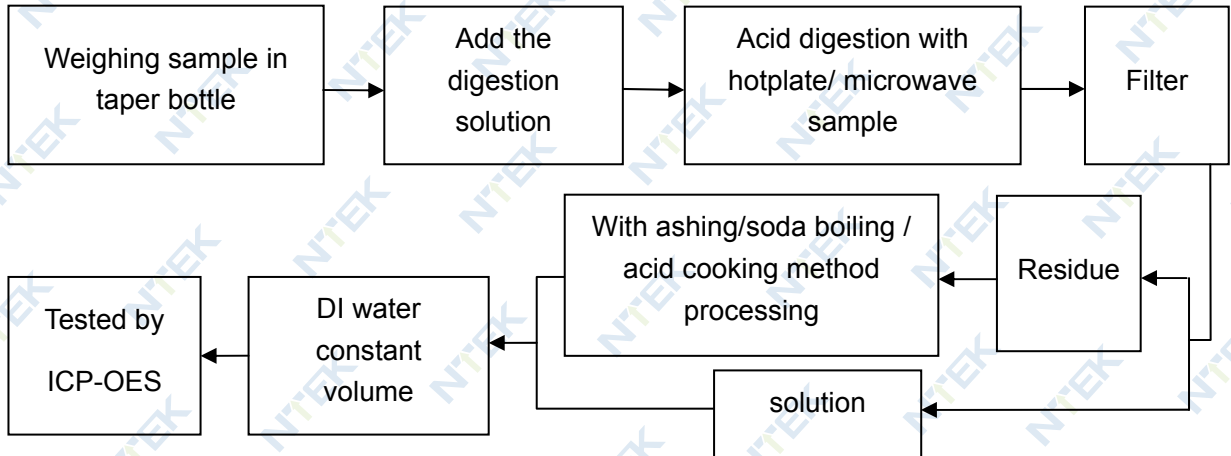 Weighing sample in
taper bottle
Add the
digestion
solution
Acid digestion with
hotplate/ microwave
sample
Filter
With ashing/soda boiling /
acid cooking method
processing
Residue
Tested by
ICP-OES
DI water
constant
volume
solution
NTEK